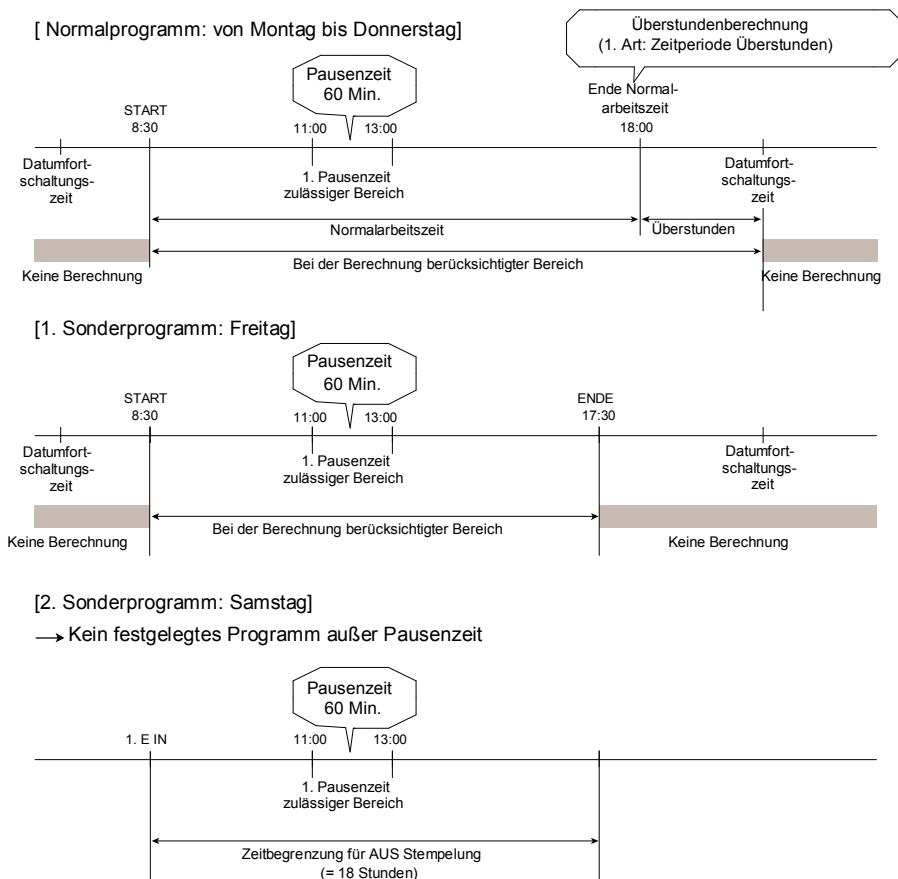 [ Normalprogramm: von Montag bis Donnerstag]
Überstundenberechnung
(1. Art: Zeitperiode Überstunden)
Pausenzeit
60 Min.
Ende Normal-
arbeitszeit
18:00
START
8:30
11:00
13:00
Datumfort-
schaltungs-
zeit
1. Pausenzeit
zulässiger Bereich
Datumfort-
schaltungs-
zeit
Normalarbeitszeit
Überstunden
Bei der Berechnung berücksichtigter Bereich
Keine Berechnung
Keine Berechnung
[1. Sonderprogramm: Freitag]
Pausenzeit
60 Min.
START
8:30
11:00
13:00
ENDE
17:30
Datumfort-
schaltungs-
zeit
1. Pausenzeit
zulässiger Bereich
Datumfort-
schaltungs-
zeit
Bei der Berechnung berücksichtigter Bereich
Keine Berechnung
Keine Berechnung
[2. Sonderprogramm: Samstag]
→ Kein festgelegtes Programm außer Pausenzeit
Pausenzeit
60 Min.
1. E IN
11:00
13:00
1. Pausenzeit
zulässiger Bereich
Zeitbegrenzung für AUS Stempelung
(= 18 Stunden)